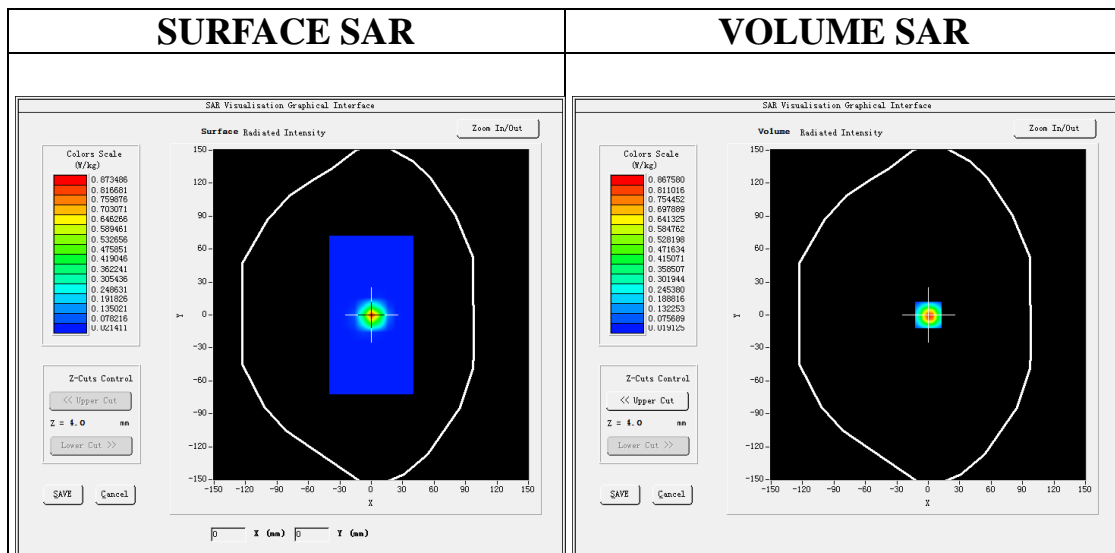 SURFACE SAR
VOLUME SAR
SAR Visualisation Graphical Interface
Surface Radiated Intensity
Zoom In/Out
Colors Scale
(W/kg)
0.873486
0.816681
0.759876
0.703071
0.646266
0.589461
0.532656
0.475851
0.419046
0.362241
0.305436
0.248631
0.191826
0.135021
0.078216
0.021411
Z-Cuts Control
<< Upper Cut
Z = 4.0 mm
Lower Cut >>
SAVE Cancel
150
120
90
60
30
0
-30
-60
-90
-120
-150
Y
-150 -120 -90 -60 -30 0 30 60 90 120 150
X
0 X (mm) 0 Y (mm)
SAR Visualisation Graphical Interface
Volume Radiated Intensity
Zoom In/Out
Colors Scale
(W/kg)
0.867580
0.811016
0.754452
0.697889
0.641325
0.584762
0.528198
0.471634
0.415071
0.358507
0.301944
0.245380
0.188816
0.132253
0.075689
0.019125
Z-Cuts Control
<< Upper Cut
Z = 4.0 mm
Lower Cut >>
SAVE Cancel
150
120
90
60
30
0
-30
-60
-90
-120
-150
Y
-150 -120 -90 -60 -30 0 30 60 90 120 150
X